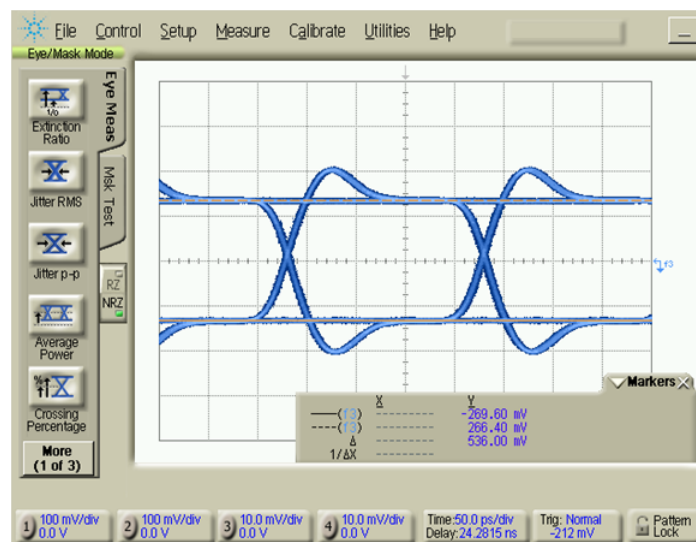 File Control Setup Measure Calibrate Utilities Help
Eye/Mask Mode
Eye Meas
Msk Test
Extinction
Ratio
Jitter RMS
Jitter p-p
RZ
NRZ
Average
Power
Crossing
Percentage
More
(1 of 3)
f3
Markers
X Y
(f3) --------- -269.60 mV
(f3) --------- 266.40 mV
Δ --------- 536.00 mV
1/ΔX ---------
1 100 mV/div
0.0 V
2 100 mV/div
0.0 V
3 10.0 mV/div
0.0 V
4 10.0 mV/div
0.0 V
Time:50.0 ps/div
Delay:24.2815 ns
Trig: Normal
-212 mV
Pattern
Lock